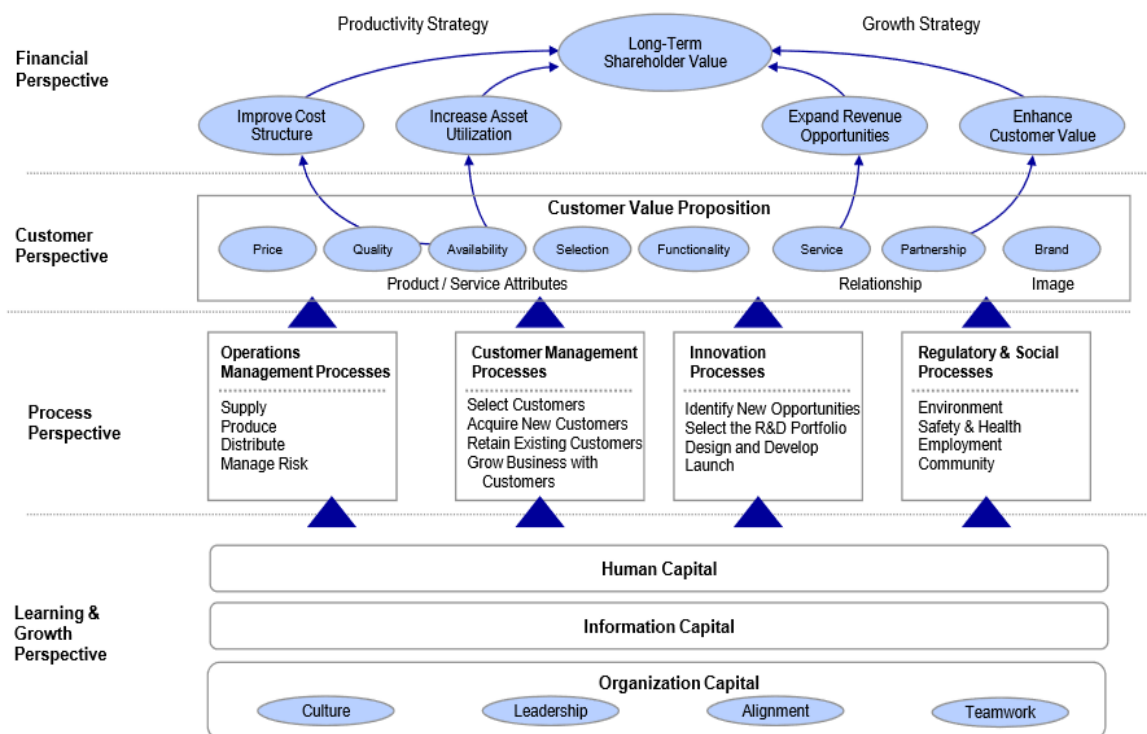 Productivity Strategy
Growth Strategy
Long-Term
Shareholder Value
Financial
Perspective
Improve Cost
Structure
Increase Asset
Utilization
Expand Revenue
Opportunities
Enhance
Customer Value
Customer
Perspective
Customer Value Proposition
Price
Quality
Availability
Selection
Functionality
Service
Partnership
Brand
Product / Service Attributes
Relationship
Image
Process
Perspective
Operations
Management Processes
Supply
Produce
Distribute
Manage Risk
Customer Management
Processes
Select Customers
Acquire New Customers
Retain Existing Customers
Grow Business with
Customers
Innovation
Processes
Identify New Opportunities
Select the R&D Portfolio
Design and Develop
Launch
Regulatory & Social
Processes
Environment
Safety & Health
Employment
Community
Learning &
Growth
Perspective
Human Capital
Information Capital
Organization Capital
Culture
Leadership
Alignment
Teamwork